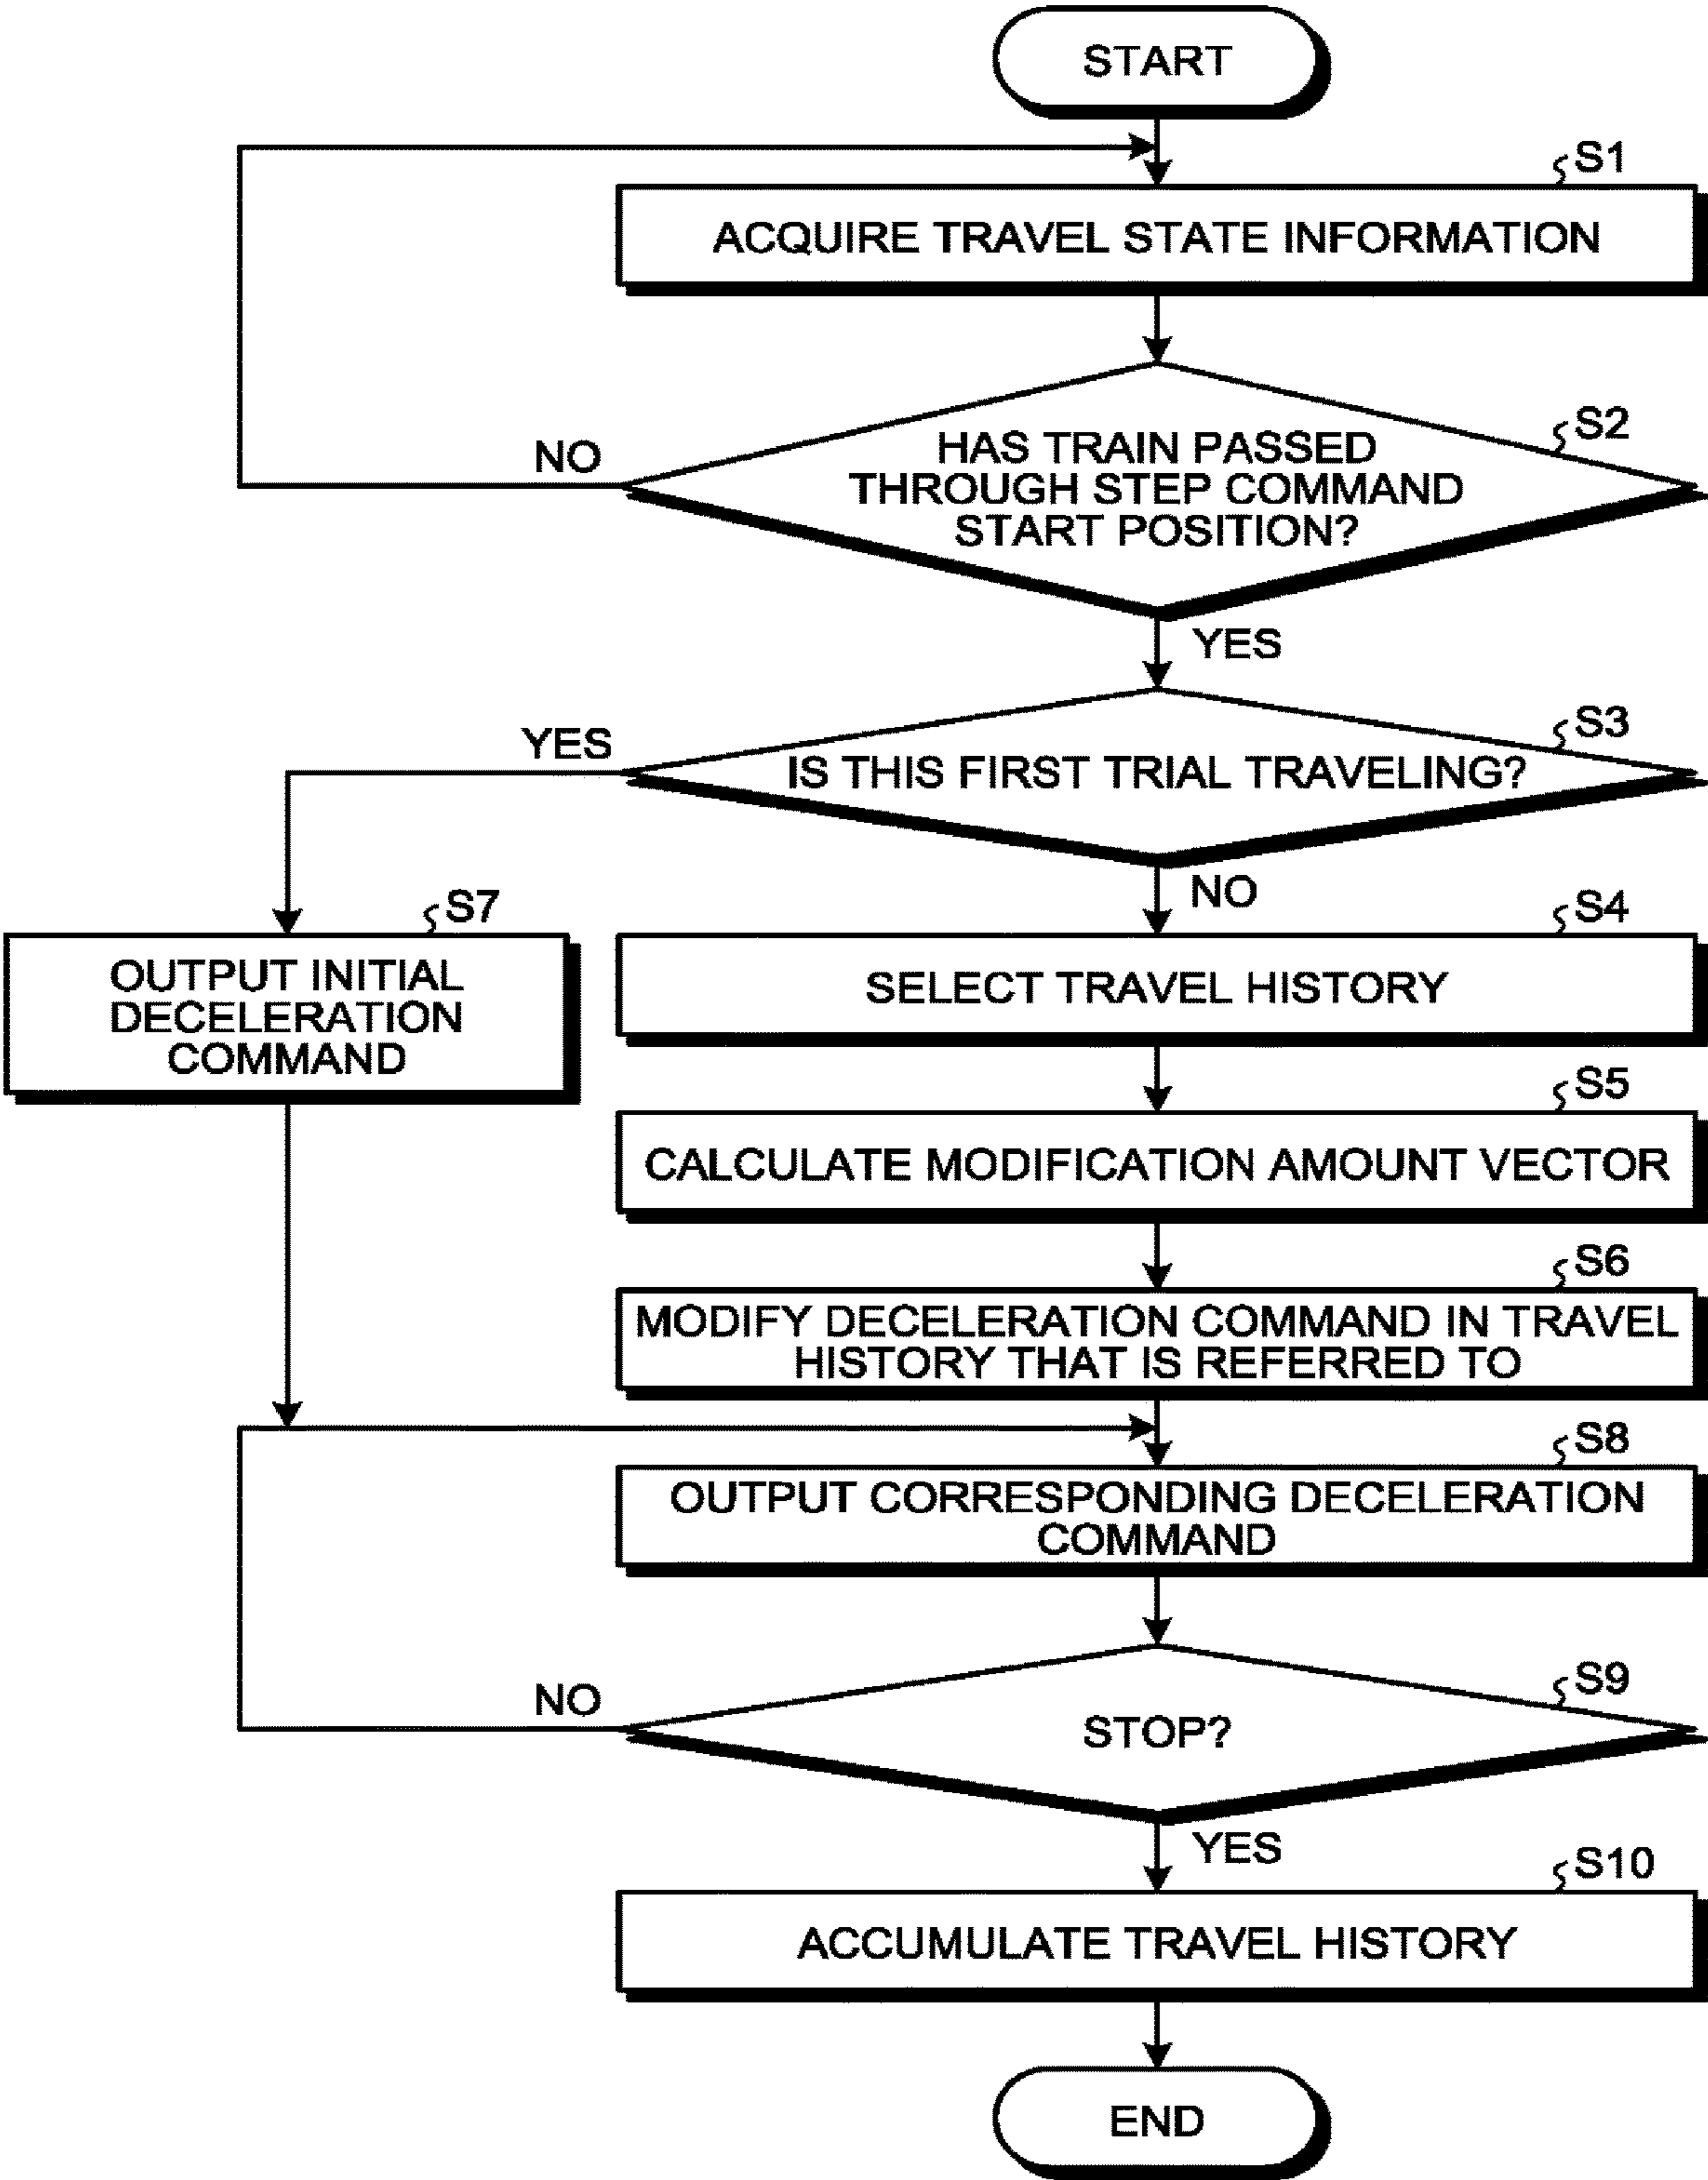 START
S1
ACQUIRE TRAVEL STATE INFORMATION
S2
HAS TRAIN PASSED
THROUGH STEP COMMAND
START POSITION?
NO
YES
S3
IS THIS FIRST TRIAL TRAVELING?
YES
NO
S7
OUTPUT INITIAL
DECELERATION
COMMAND
S4
SELECT TRAVEL HISTORY
S5
CALCULATE MODIFICATION AMOUNT VECTOR
S6
MODIFY DECELERATION COMMAND IN TRAVEL
HISTORY THAT IS REFERRED TO
S8
OUTPUT CORRESPONDING DECELERATION
COMMAND
S9
STOP?
NO
YES
S10
ACCUMULATE TRAVEL HISTORY
END